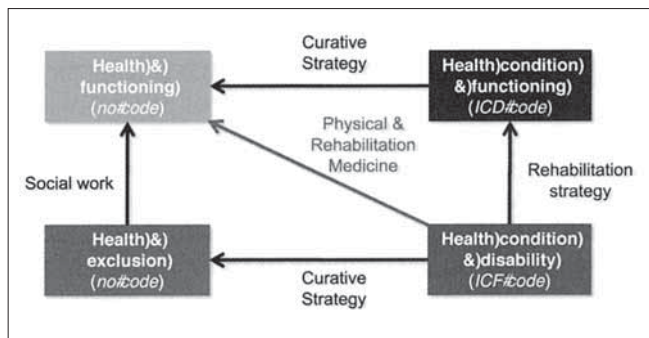 Health)&)
functioning)
(no#code)
Curative
Strategy
Health)condition)
&)functioning)
(ICD#code)
Physical &
Rehabilitation
Medicine
Social work
Rehabilitation
strategy
Health)&)
exclusion)
(no#code)
Curative
Strategy
Health)condition)
&)disability)
(ICF#code)